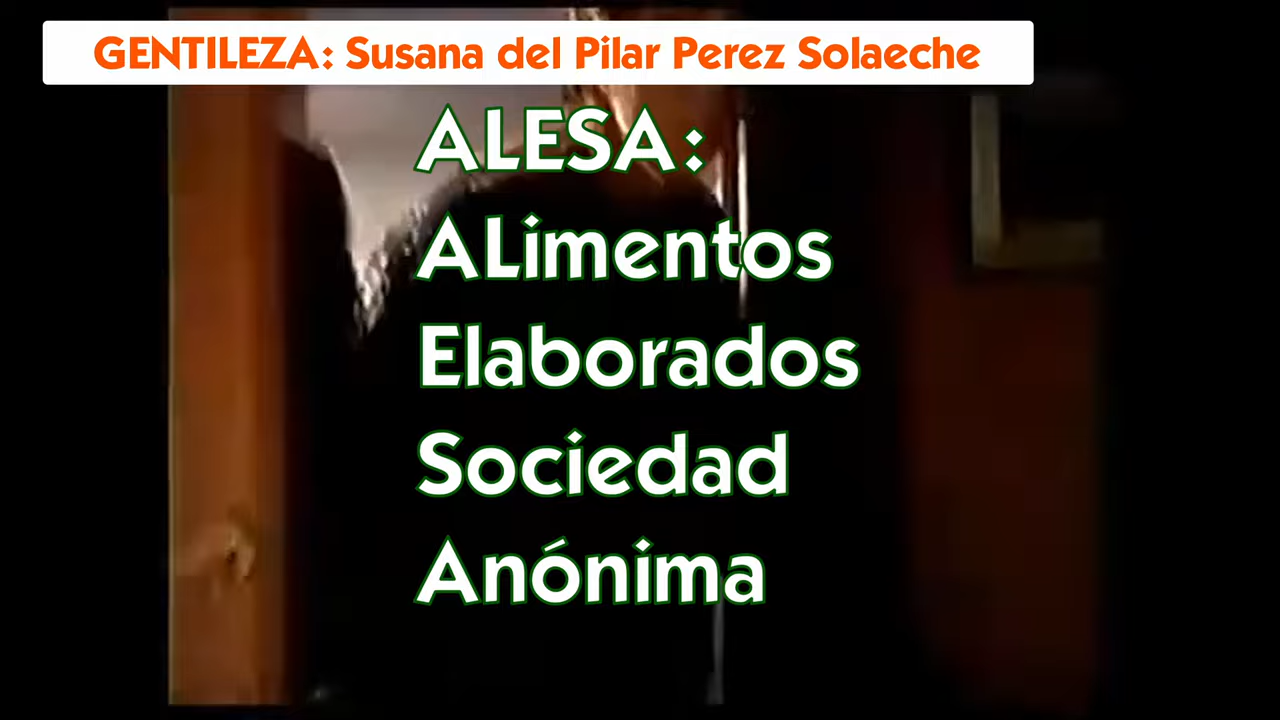 GENTILEZA: Susana del Pilar Perez Solaeche
ALESA:
ALimentos
Elaborados
Sociedad
Anónima